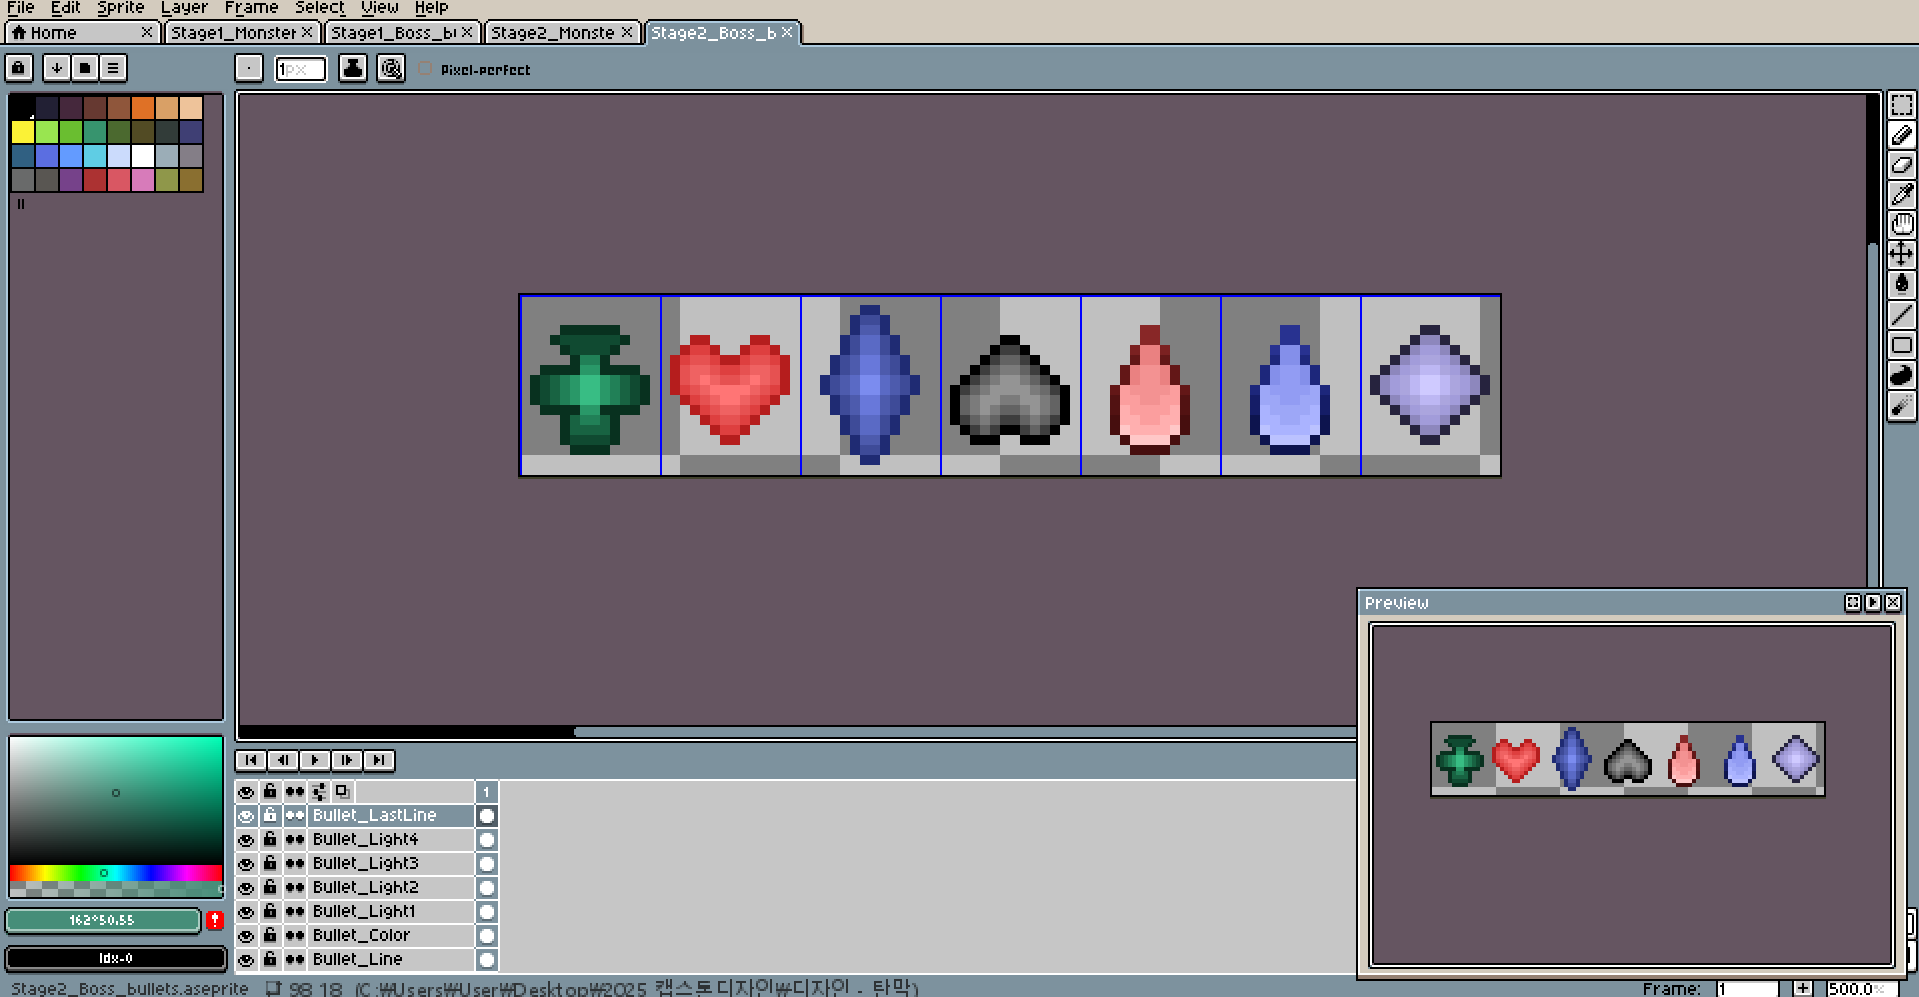 File Edit Sprite Layer Frame Select View Help
Home Stage1_Monster Stage1_Boss_bu Stage2_Monste Stage2_Boss_b
1px Pixel-perfect
Preview
1
Bullet_LastLine
Bullet_Light4
Bullet_Light3
Bullet_Light2
Bullet_Light1
Bullet_Color
Bullet_Line
162°50.55
Idx-0
Stage2_Boss_bullets.aseprite 98 18 (C:₩Users₩User₩Desktop₩2025 캡스톤디자인₩디자인 - 탄막) Frame: 1 500.0%